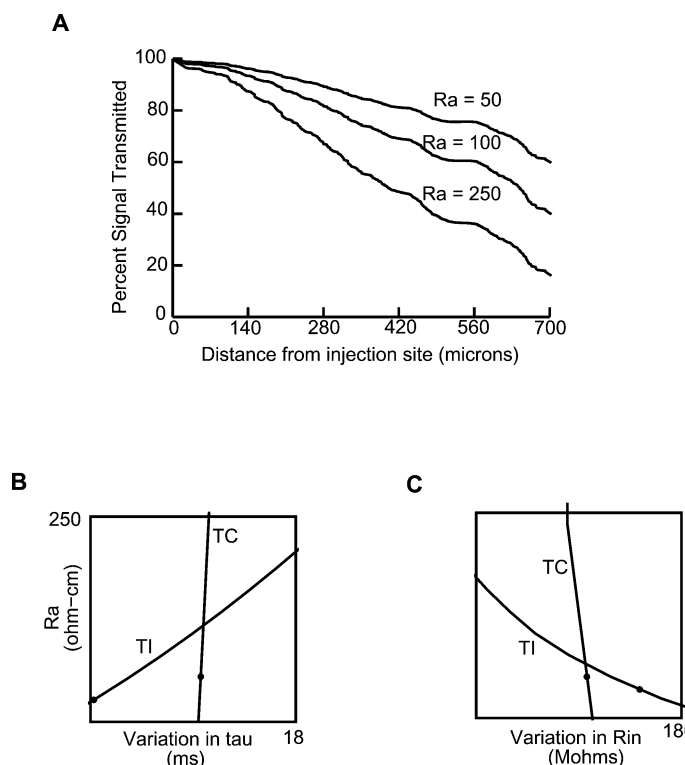 A
100
80
60
40
20
0
Percent Signal Transmitted
Ra = 50
Ra = 100
Ra = 250
0 140 280 420 560 700
Distance from injection site (microns)
B
250
Ra
(ohm−cm)
TC
TI
Variation in tau
(ms)
18
C
TC
TI
Variation in Rin
(Mohms)